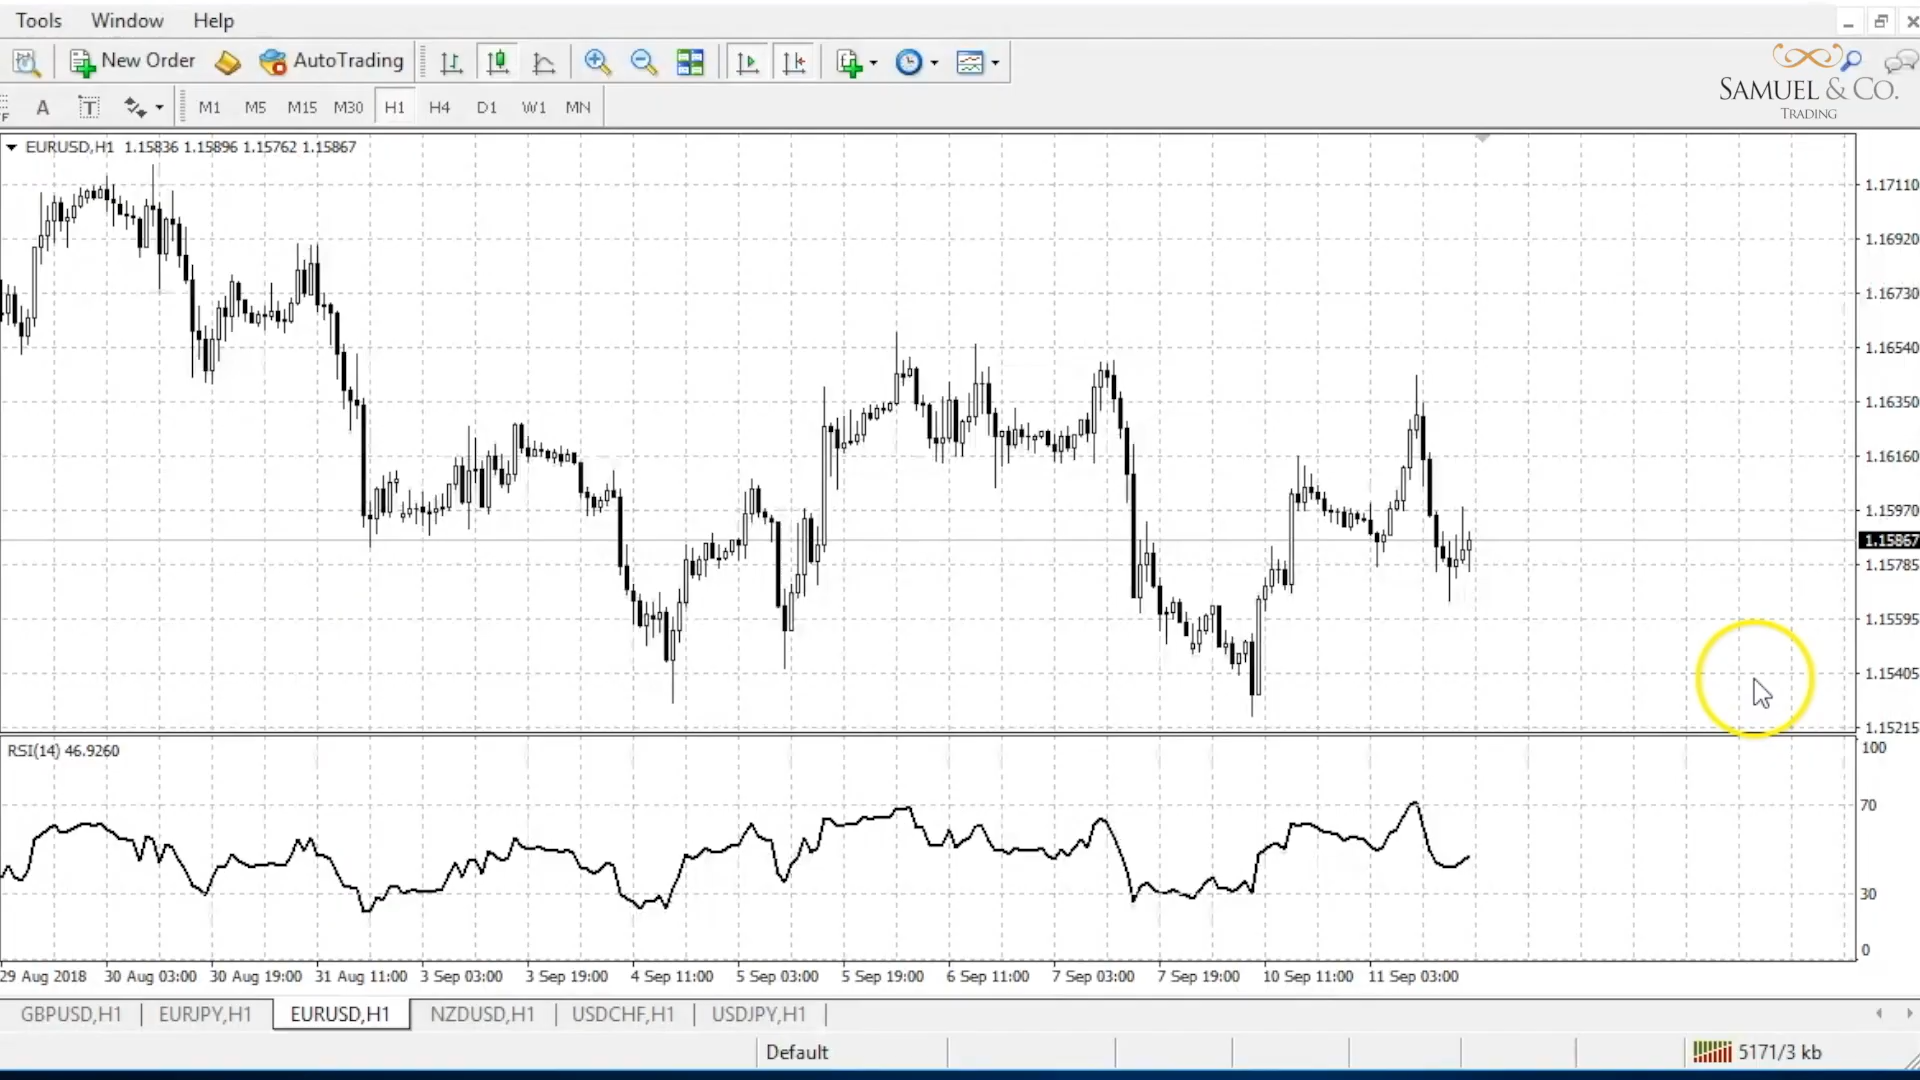 Tools Window Help
New Order AutoTrading
SAMUEL & CO.
TRADING
A T M1 M5 M15 M30 H1 H4 D1 W1 MN
EURUSD,H1 1.15836 1.15896 1.15762 1.15867
1.17110
1.16920
1.16730
1.16540
1.16350
1.16160
1.15970
1.15867
1.15785
1.15595
1.15405
1.15215
RSI(14) 46.9260
100
70
30
0
29 Aug 2018 30 Aug 03:00 30 Aug 19:00 31 Aug 11:00 3 Sep 03:00 3 Sep 19:00 4 Sep 11:00 5 Sep 03:00 5 Sep 19:00 6 Sep 11:00 7 Sep 03:00 7 Sep 19:00 10 Sep 11:00 11 Sep 03:00
GBPUSD,H1 EURJPY,H1 EURUSD,H1 NZDUSD,H1 USDCHF,H1 USDJPY,H1
Default 5171/3 kb